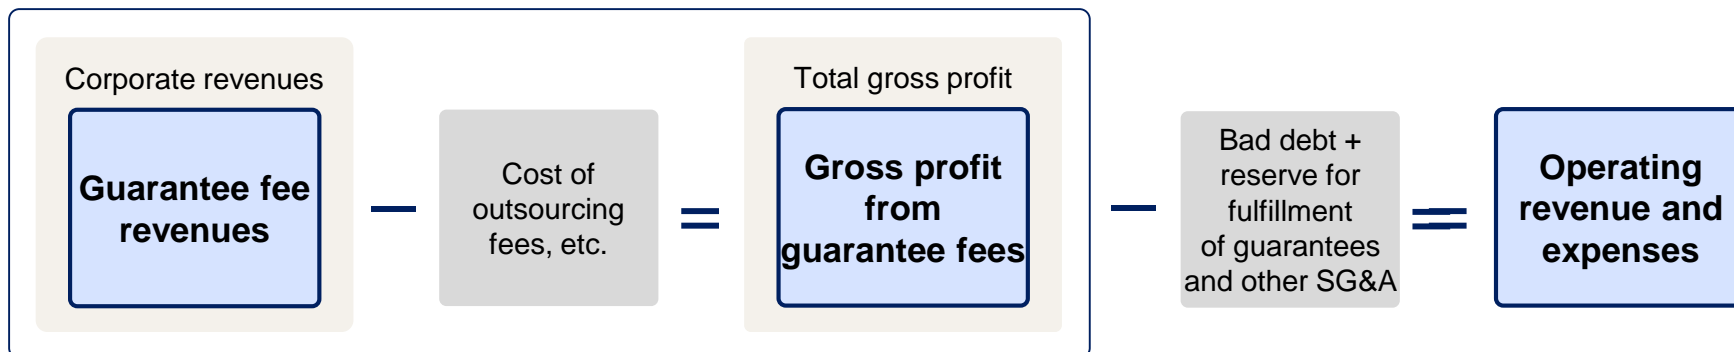 Corporate revenues
Guarantee fee
revenues
—
Cost of
outsourcing
fees, etc.
=
Total gross profit
Gross profit
from
guarantee fees
—
Bad debt +
reserve for
fulfillment
of guarantees
and other SG&A
=
Operating
revenue and
expenses